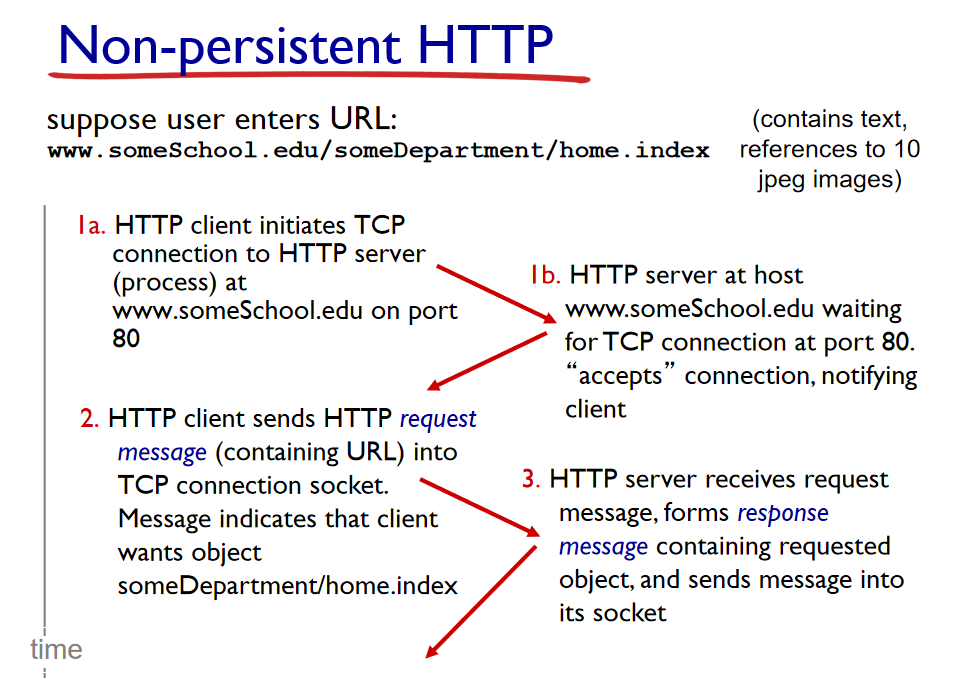 Non-persistent HTTP
suppose user enters URL:
www.someSchool.edu/someDepartment/home.index
(contains text,
references to 10
jpeg images)
1a. HTTP client initiates TCP
connection to HTTP server
(process) at
www.someSchool.edu on port
80
1b. HTTP server at host
www.someSchool.edu waiting
for TCP connection at port 80.
“accepts” connection, notifying
client
2. HTTP client sends HTTP request
message (containing URL) into
TCP connection socket.
Message indicates that client
wants object
someDepartment/home.index
3. HTTP server receives request
message, forms response
message containing requested
object, and sends message into
its socket
time